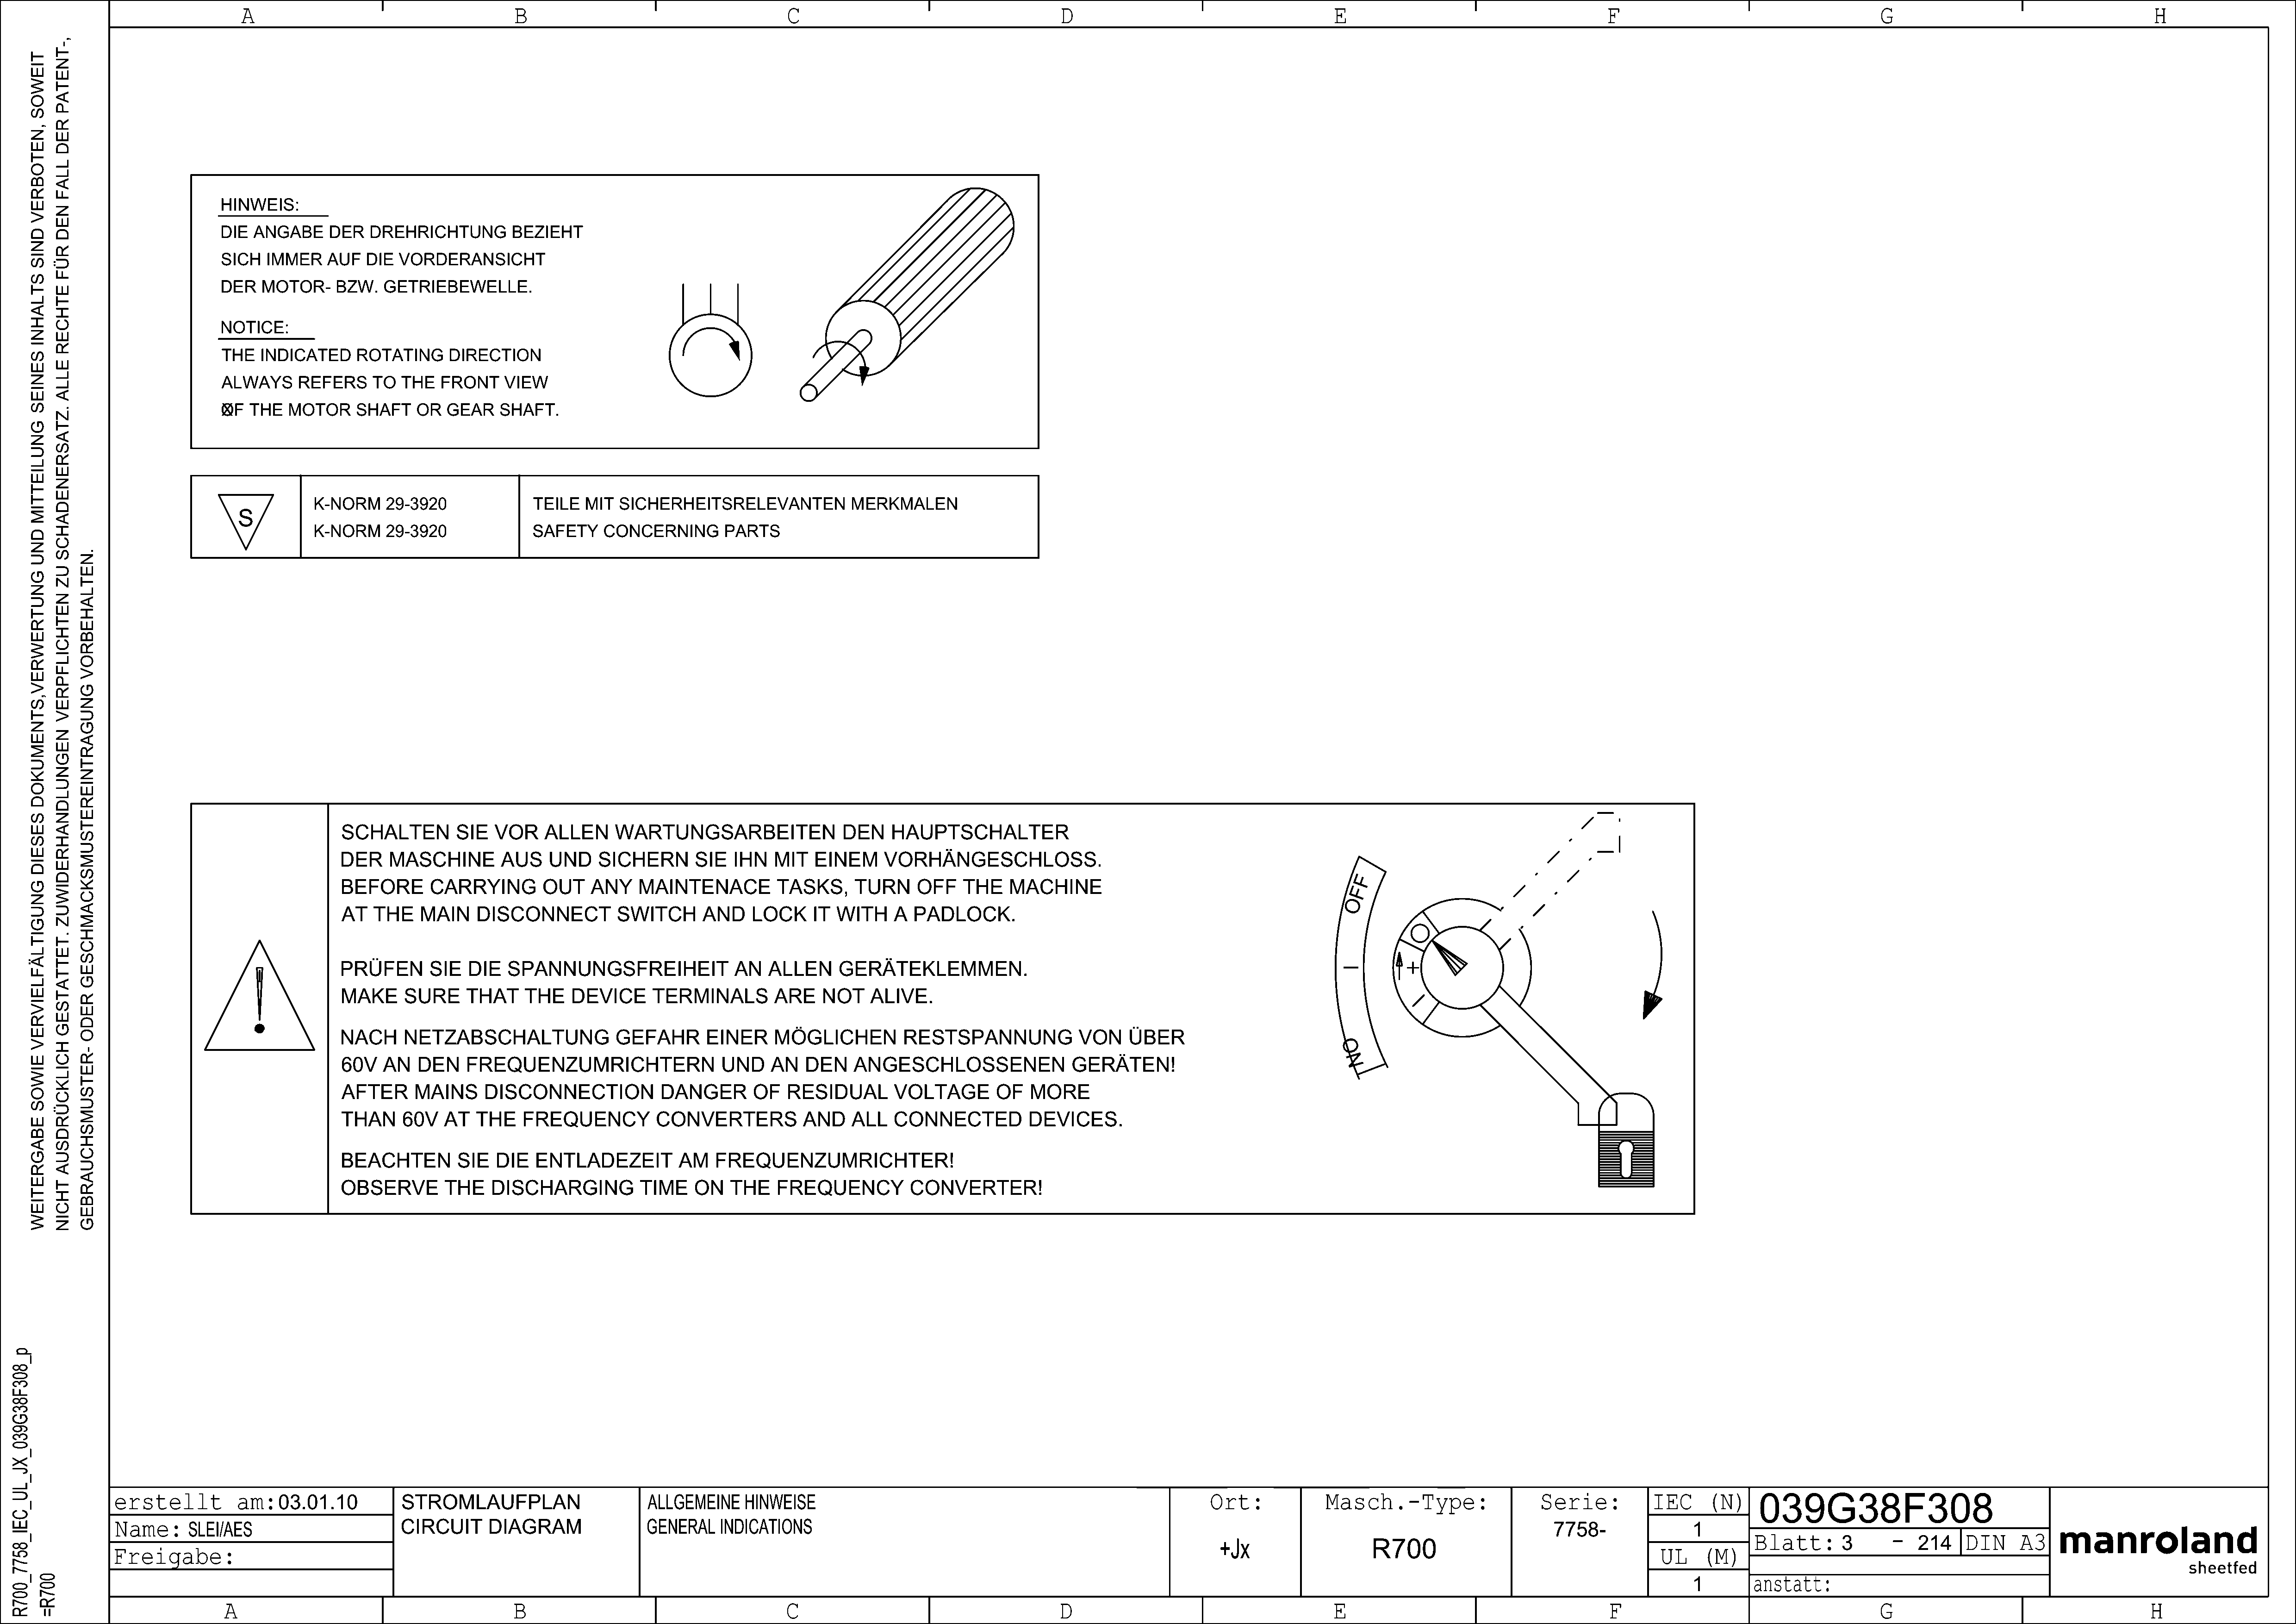 A B C D E F G H
WEITERGABE SOWIE VERVIELFÄLTIGUNG DIESES DOKUMENTS,VERWERTUNG UND MITTEILUNG SEINES INHALTS SIND VERBOTEN, SOWEIT
NICHT AUSDRÜCKLICH GESTATTET. ZUWIDERHANDLUNGEN VERPFLICHTEN ZU SCHADENERSATZ. ALLE RECHTE FÜR DEN FALL DER PATENT-,
GEBRAUCHSMUSTER- ODER GESCHMACKSMUSTEREINTRAGUNG VORBEHALTEN.
HINWEIS:
DIE ANGABE DER DREHRICHTUNG BEZIEHT
SICH IMMER AUF DIE VORDERANSICHT
DER MOTOR- BZW. GETRIEBEWELLE.
NOTICE:
THE INDICATED ROTATING DIRECTION
ALWAYS REFERS TO THE FRONT VIEW
OF THE MOTOR SHAFT OR GEAR SHAFT.
S
K-NORM 29-3920 TEILE MIT SICHERHEITSRELEVANTEN MERKMALEN
K-NORM 29-3920 SAFETY CONCERNING PARTS
!
SCHALTEN SIE VOR ALLEN WARTUNGSARBEITEN DEN HAUPTSCHALTER
DER MASCHINE AUS UND SICHERN SIE IHN MIT EINEM VORHÄNGESCHLOSS.
BEFORE CARRYING OUT ANY MAINTENACE TASKS, TURN OFF THE MACHINE
AT THE MAIN DISCONNECT SWITCH AND LOCK IT WITH A PADLOCK.
PRÜFEN SIE DIE SPANNUNGSFREIHEIT AN ALLEN GERÄTEKLEMMEN.
MAKE SURE THAT THE DEVICE TERMINALS ARE NOT ALIVE.
NACH NETZABSCHALTUNG GEFAHR EINER MÖGLICHEN RESTSPANNUNG VON ÜBER
60V AN DEN FREQUENZUMRICHTERN UND AN DEN ANGESCHLOSSENEN GERÄTEN!
AFTER MAINS DISCONNECTION DANGER OF RESIDUAL VOLTAGE OF MORE
THAN 60V AT THE FREQUENCY CONVERTERS AND ALL CONNECTED DEVICES.
BEACHTEN SIE DIE ENTLADEZEIT AM FREQUENZUMRICHTER!
OBSERVE THE DISCHARGING TIME ON THE FREQUENCY CONVERTER!
OFF
I
ON
O
+
I
R700_7758_IEC_UL_JX_039G38F308_p
=R700
erstellt am: 03.01.10
Name: SLEI/AES
Freigabe:
STROMLAUFPLAN
CIRCUIT DIAGRAM
ALLGEMEINE HINWEISE
GENERAL INDICATIONS
Ort:
+Jx
Masch.-Type:
R700
Serie:
7758-
IEC (N)
1
UL (M)
1
039G38F308
Blatt: 3 - 214 DIN A3
anstatt:
manroland
sheetfed
A B C D E F G H